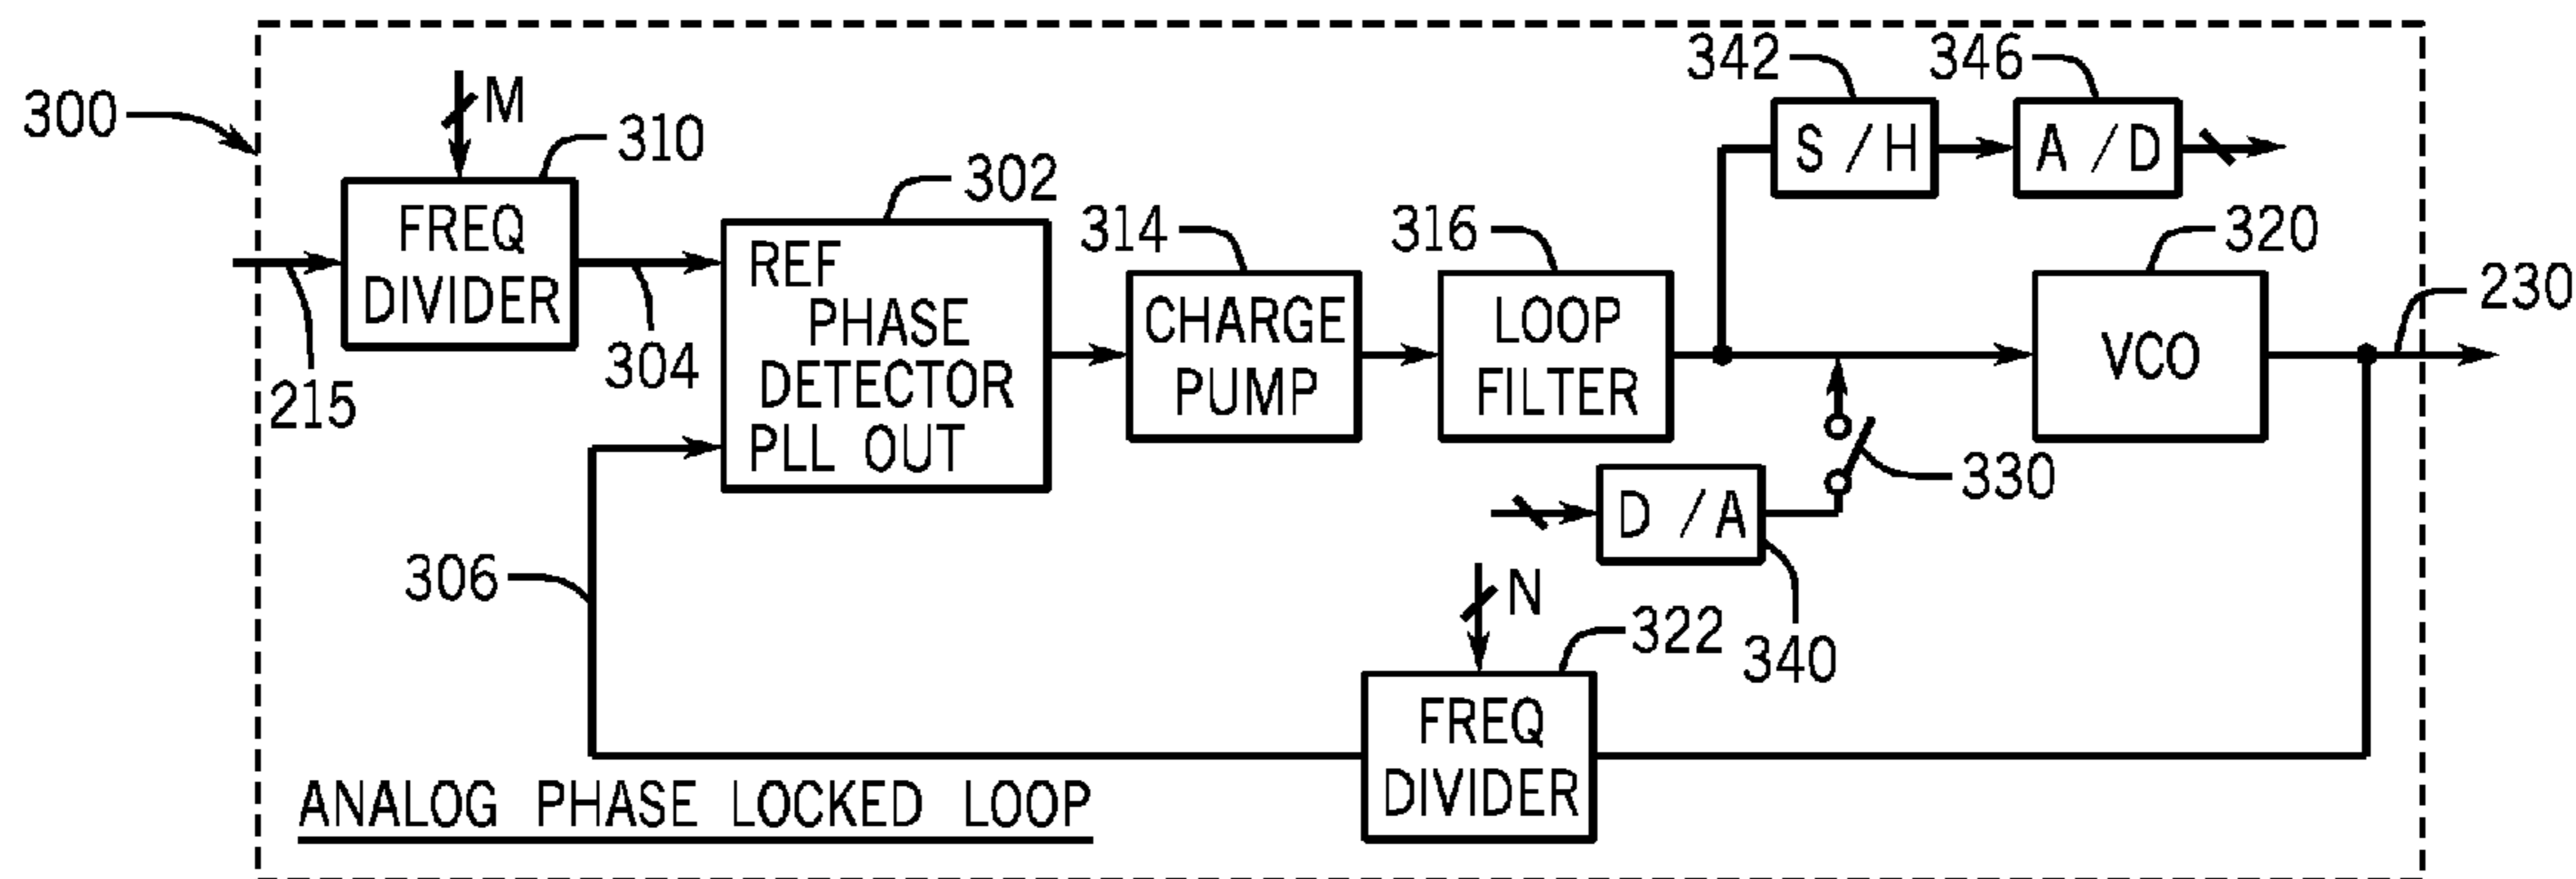 342
346
300
M
310
S / H
A / D
302
FREQ
DIVIDER
314
316
320
REF
PHASE
DETECTOR
PLL OUT
CHARGE
PUMP
LOOP
FILTER
VCO
230
304
215
330
D / A
306
N
322
340
FREQ
DIVIDER
ANALOG PHASE LOCKED LOOP